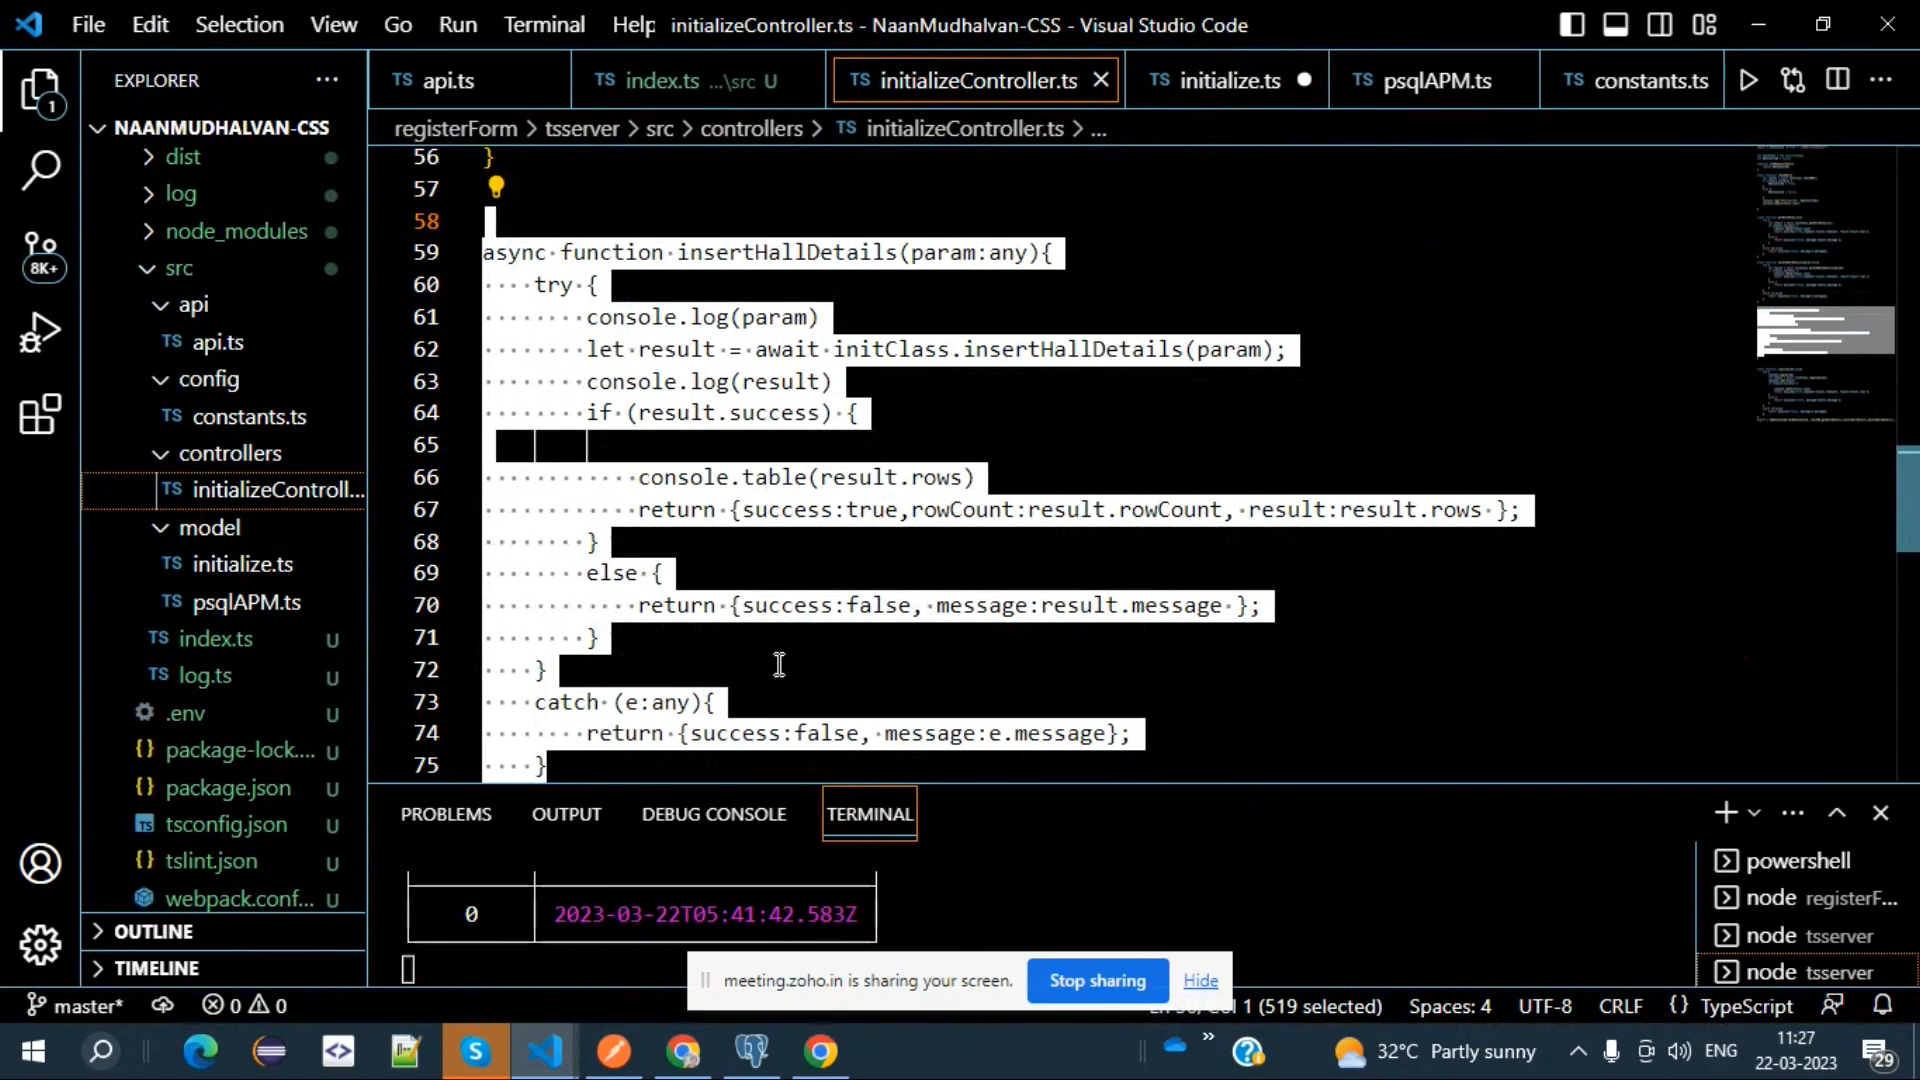 File Edit Selection View Go Run Terminal Help initializeController.ts - NaanMudhalvan-CSS - Visual Studio Code
EXPLORER
TS api.ts TS index.ts ...\src U TS initializeController.ts TS initialize.ts TS psqlAPM.ts TS constants.ts
registerForm > tsserver > src > controllers > TS initializeController.ts > ...
NAANMUDHALVAN-CSS
dist
log
node_modules
src
api
TS api.ts
config
TS constants.ts
controllers
TS initializeControll...
model
TS initialize.ts
TS psqlAPM.ts
TS index.ts U
TS log.ts U
.env U
{} package-lock.... U
{} package.json U
TS tsconfig.json U
{} tslint.json U
webpack.conf... U
OUTLINE
TIMELINE
1
8K+
56 }
57
58
59 async function insertHallDetails(param:any){
60 try {
61 console.log(param)
62 let result = await initClass.insertHallDetails(param);
63 console.log(result)
64 if (result.success) {
65
66 console.table(result.rows)
67 return {success:true,rowCount:result.rowCount, result:result.rows };
68 }
69 else {
70 return {success:false, message:result.message };
71 }
72 }
73 catch (e:any){
74 return {success:false, message:e.message};
75 }
PROBLEMS OUTPUT DEBUG CONSOLE TERMINAL
0 2023-03-22T05:41:42.583Z
powershell
node registerF...
node tsserver
node tsserver
meeting.zoho.in is sharing your screen. Stop sharing Hide
master* 0 0 Col 1 (519 selected) Spaces: 4 UTF-8 CRLF {} TypeScript
32°C Partly sunny ENG 11:27
22-03-2023 29